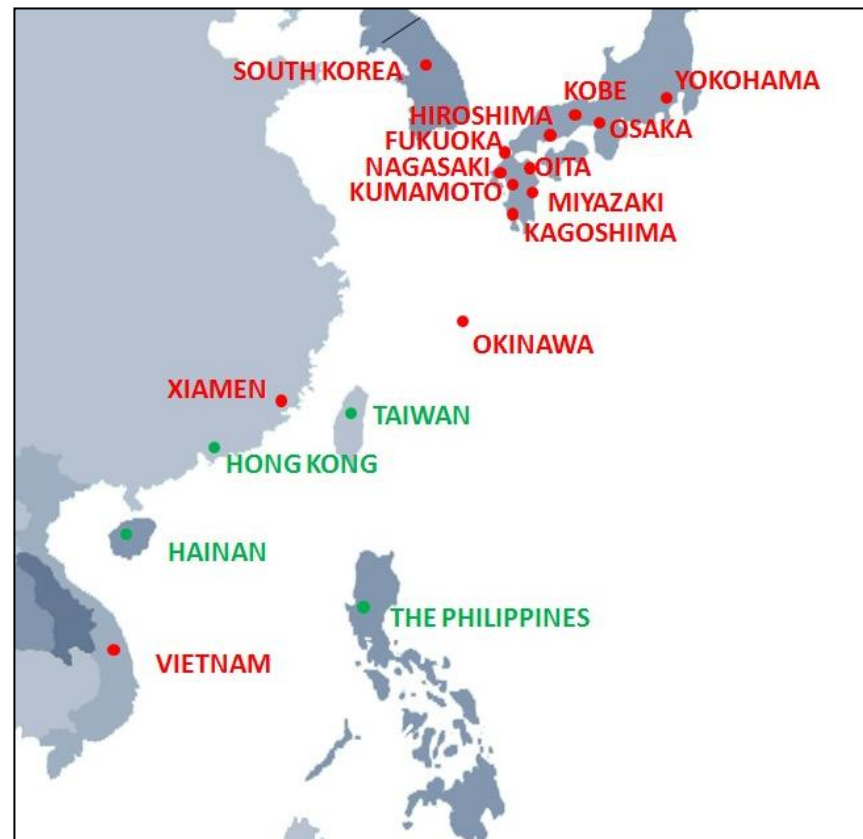 SOUTH KOREA
YOKOHAMA
KOBE
HIROSHIMA
OSAKA
FUKUOKA
NAGASAKI
OITA
KUMAMOTO
MIYAZAKI
KAGOSHIMA
OKINAWA
XIAMEN
TAIWAN
HONG KONG
HAINAN
THE PHILIPPINES
VIETNAM